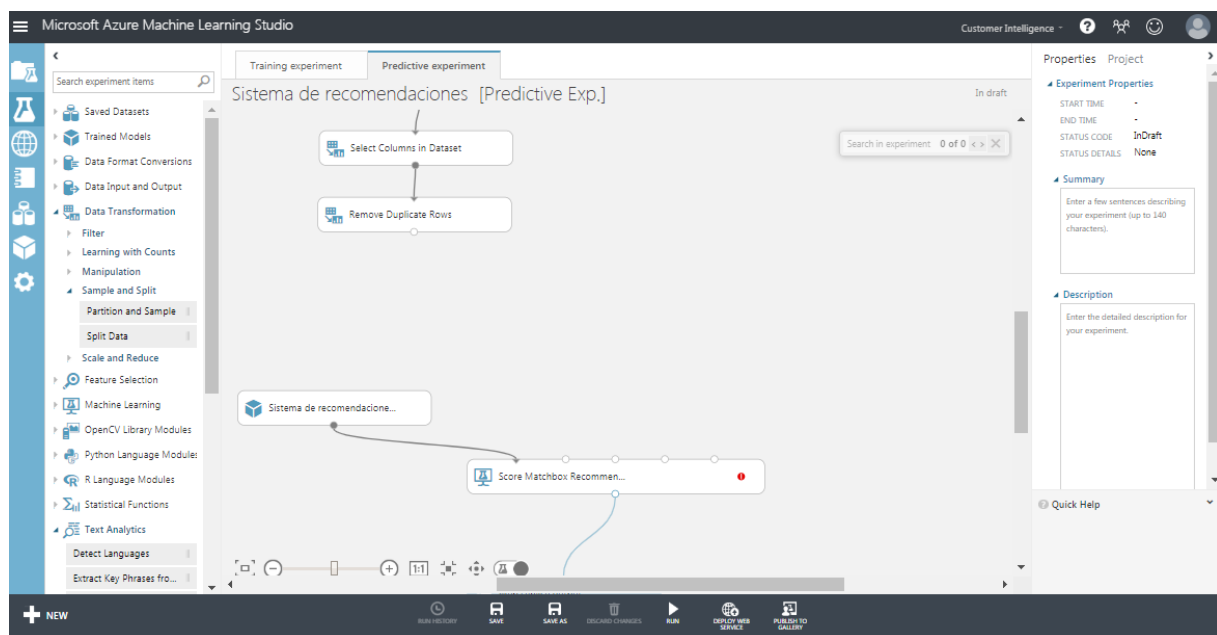 Microsoft Azure Machine Learning Studio
Customer Intelligence
Search experiment items
Saved Datasets
Trained Models
Data Format Conversions
Data Input and Output
Data Transformation
Filter
Learning with Counts
Manipulation
Sample and Split
Partition and Sample
Split Data
Scale and Reduce
Feature Selection
Machine Learning
OpenCV Library Modules
Python Language Modules
R Language Modules
Statistical Functions
Text Analytics
Detect Languages
Extract Key Phrases fro...
Training experiment
Predictive experiment
Sistema de recomendaciones [Predictive Exp.]
In draft
Search in experiment 0 of 0
Select Columns in Dataset
Remove Duplicate Rows
Sistema de recomendacione...
Score Matchbox Recommen...
1:1
Properties Project
Experiment Properties
START TIME -
END TIME -
STATUS CODE InDraft
STATUS DETAILS None
Summary
Enter a few sentences describing
your experiment (up to 140
characters).
Description
Enter the detailed description for
your experiment.
Quick Help
NEW
RUN HISTORY
SAVE
SAVE AS
DISCARD CHANGES
RUN
DEPLOY WEB
SERVICE
PUBLISH TO
GALLERY